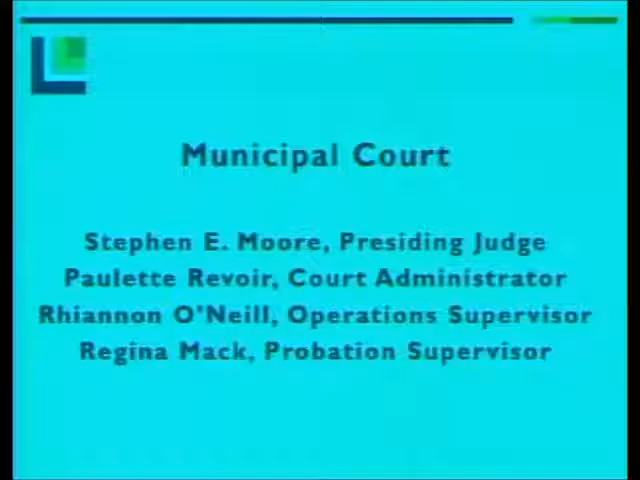 Municipal Court
Stephen E. Moore, Presiding Judge
Paulette Revoir, Court Administrator
Rhiannon O'Neill, Operations Supervisor
Regina Mack, Probation Supervisor